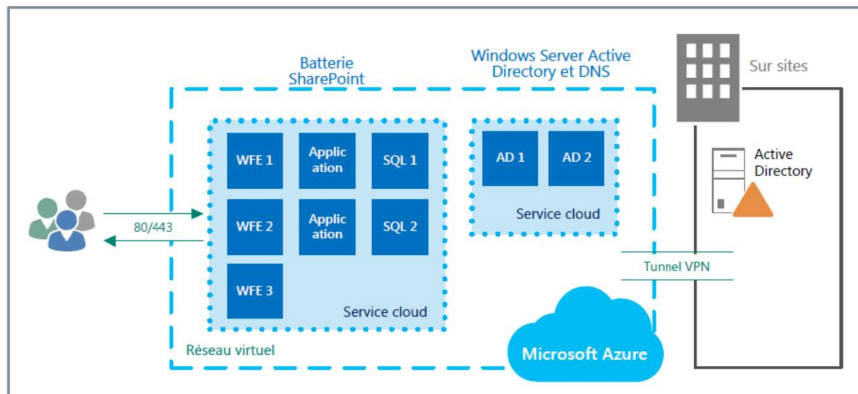 Batterie
SharePoint
Windows Server Active
Directory et DNS
Sur sites
WFE 1
Applic
ation
SQL 1
AD 1
AD 2
Active
Directory
80/443
WFE 2
Applic
ation
SQL 2
Service cloud
Tunnel VPN
WFE 3
Service cloud
Réseau virtuel
Microsoft Azure